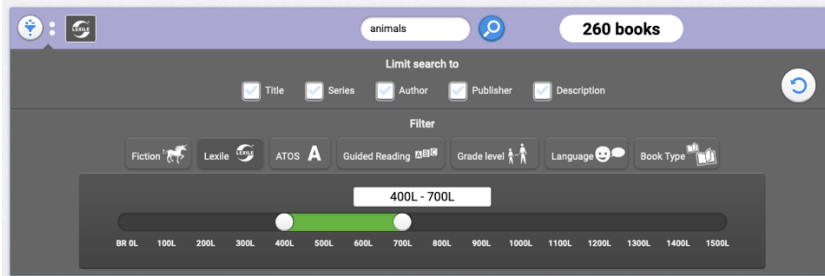 LEXILE
animals
260 books
Limit search to
Title Series Author Publisher Description
Filter
Fiction Lexile LEXILE ATOS A Guided Reading ABC Grade level Language Book Type
400L - 700L
BR 0L 100L 200L 300L 400L 500L 600L 700L 800L 900L 1000L 1100L 1200L 1300L 1400L 1500L